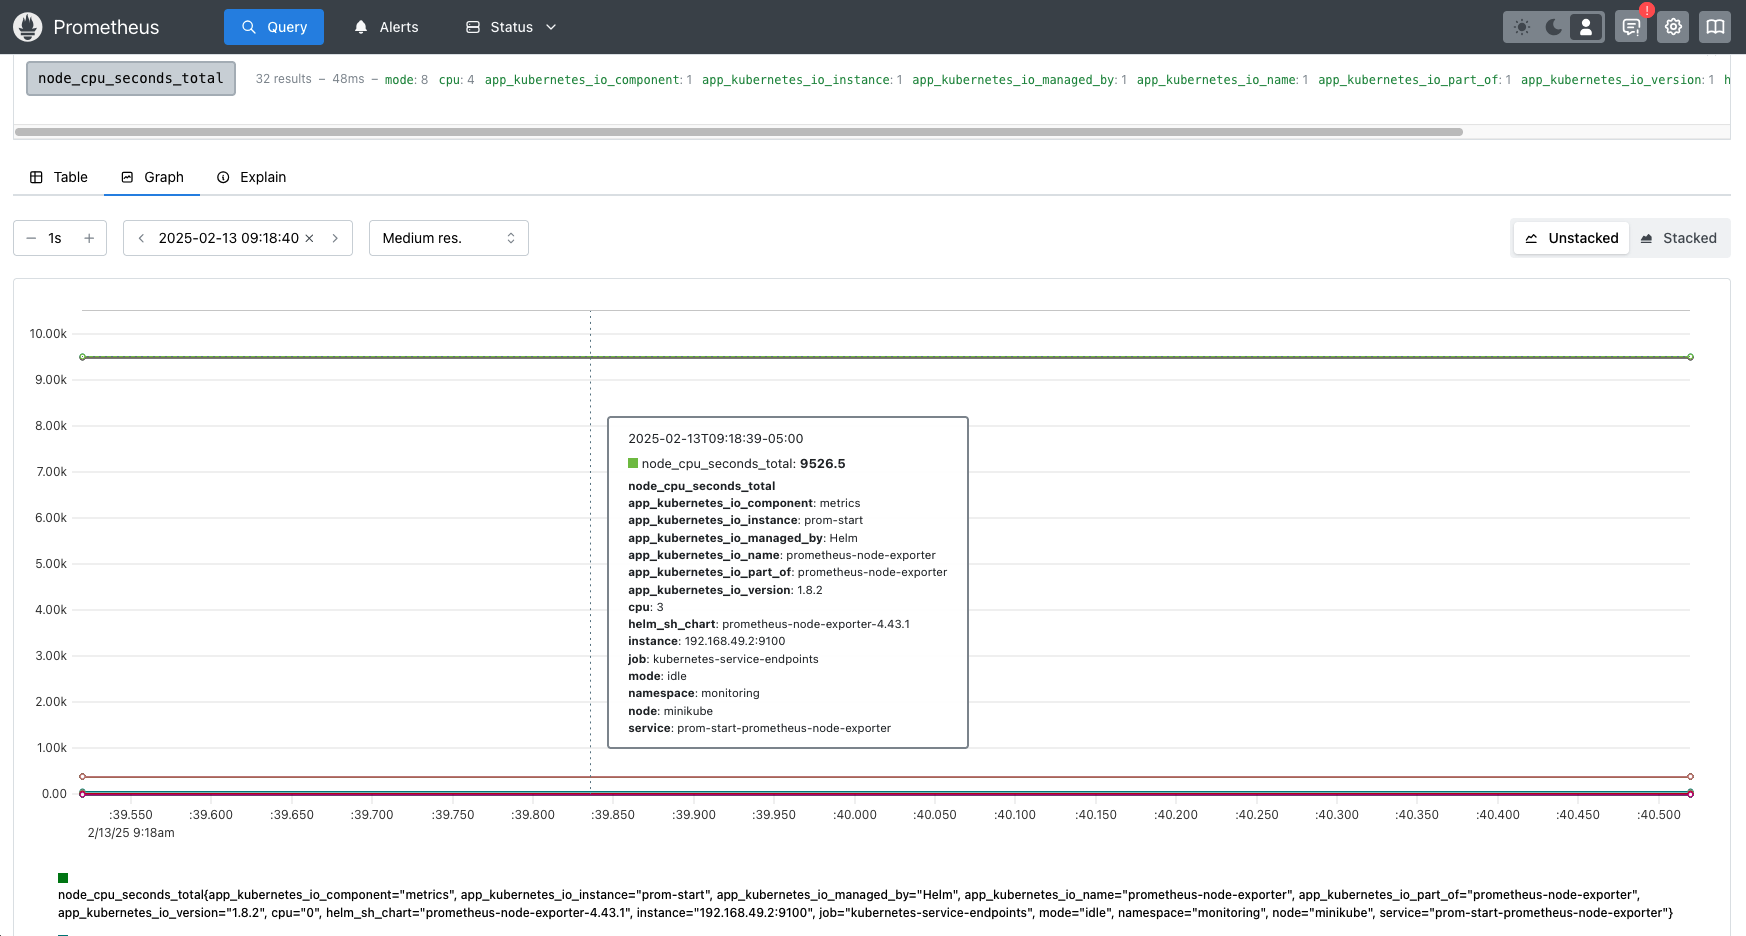 Prometheus Query Alerts Status !
node_cpu_seconds_total 32 results – 48ms – mode: 8 cpu: 4 app_kubernetes_io_component: 1 app_kubernetes_io_instance: 1 app_kubernetes_io_managed_by: 1 app_kubernetes_io_name: 1 app_kubernetes_io_part_of: 1 app_kubernetes_io_version: 1 h
Table Graph Explain
− 1s + 2025-02-13 09:18:40 Medium res. Unstacked Stacked
10.00k
9.00k
8.00k
7.00k
6.00k
5.00k
4.00k
3.00k
2.00k
1.00k
0.00
2025-02-13T09:18:39-05:00
node_cpu_seconds_total: 9526.5
node_cpu_seconds_total
app_kubernetes_io_component: metrics
app_kubernetes_io_instance: prom-start
app_kubernetes_io_managed_by: Helm
app_kubernetes_io_name: prometheus-node-exporter
app_kubernetes_io_part_of: prometheus-node-exporter
app_kubernetes_io_version: 1.8.2
cpu: 3
helm_sh_chart: prometheus-node-exporter-4.43.1
instance: 192.168.49.2:9100
job: kubernetes-service-endpoints
mode: idle
namespace: monitoring
node: minikube
service: prom-start-prometheus-node-exporter
:39.550 :39.600 :39.650 :39.700 :39.750 :39.800 :39.850 :39.900 :39.950 :40.000 :40.050 :40.100 :40.150 :40.200 :40.250 :40.300 :40.350 :40.400 :40.450 :40.500
2/13/25 9:18am
node_cpu_seconds_total{app_kubernetes_io_component="metrics", app_kubernetes_io_instance="prom-start", app_kubernetes_io_managed_by="Helm", app_kubernetes_io_name="prometheus-node-exporter", app_kubernetes_io_part_of="prometheus-node-exporter",
app_kubernetes_io_version="1.8.2", cpu="0", helm_sh_chart="prometheus-node-exporter-4.43.1", instance="192.168.49.2:9100", job="kubernetes-service-endpoints", mode="idle", namespace="monitoring", node="minikube", service="prom-start-prometheus-node-exporter"}